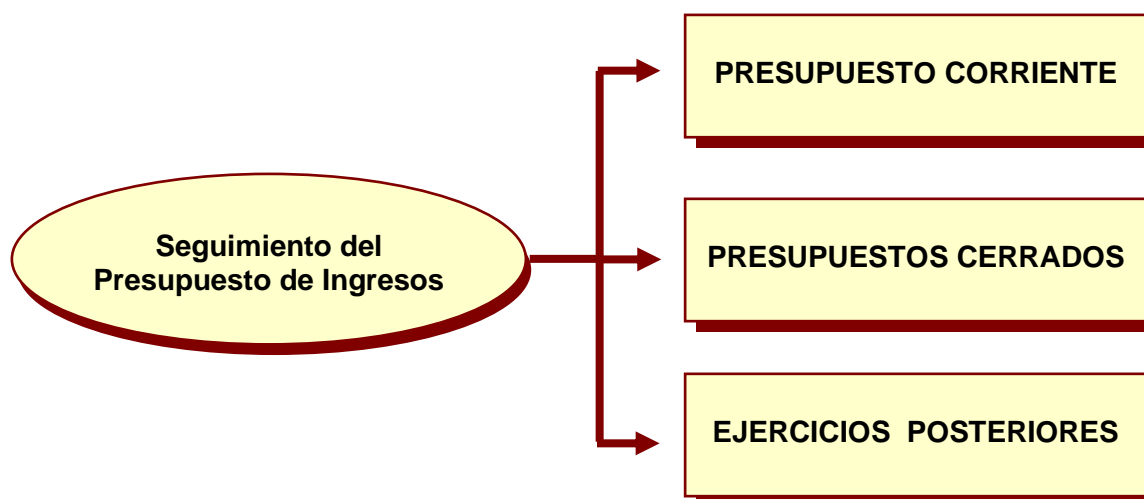 PRESUPUESTO CORRIENTE
Seguimiento del
Presupuesto de Ingresos
PRESUPUESTOS CERRADOS
EJERCICIOS POSTERIORES